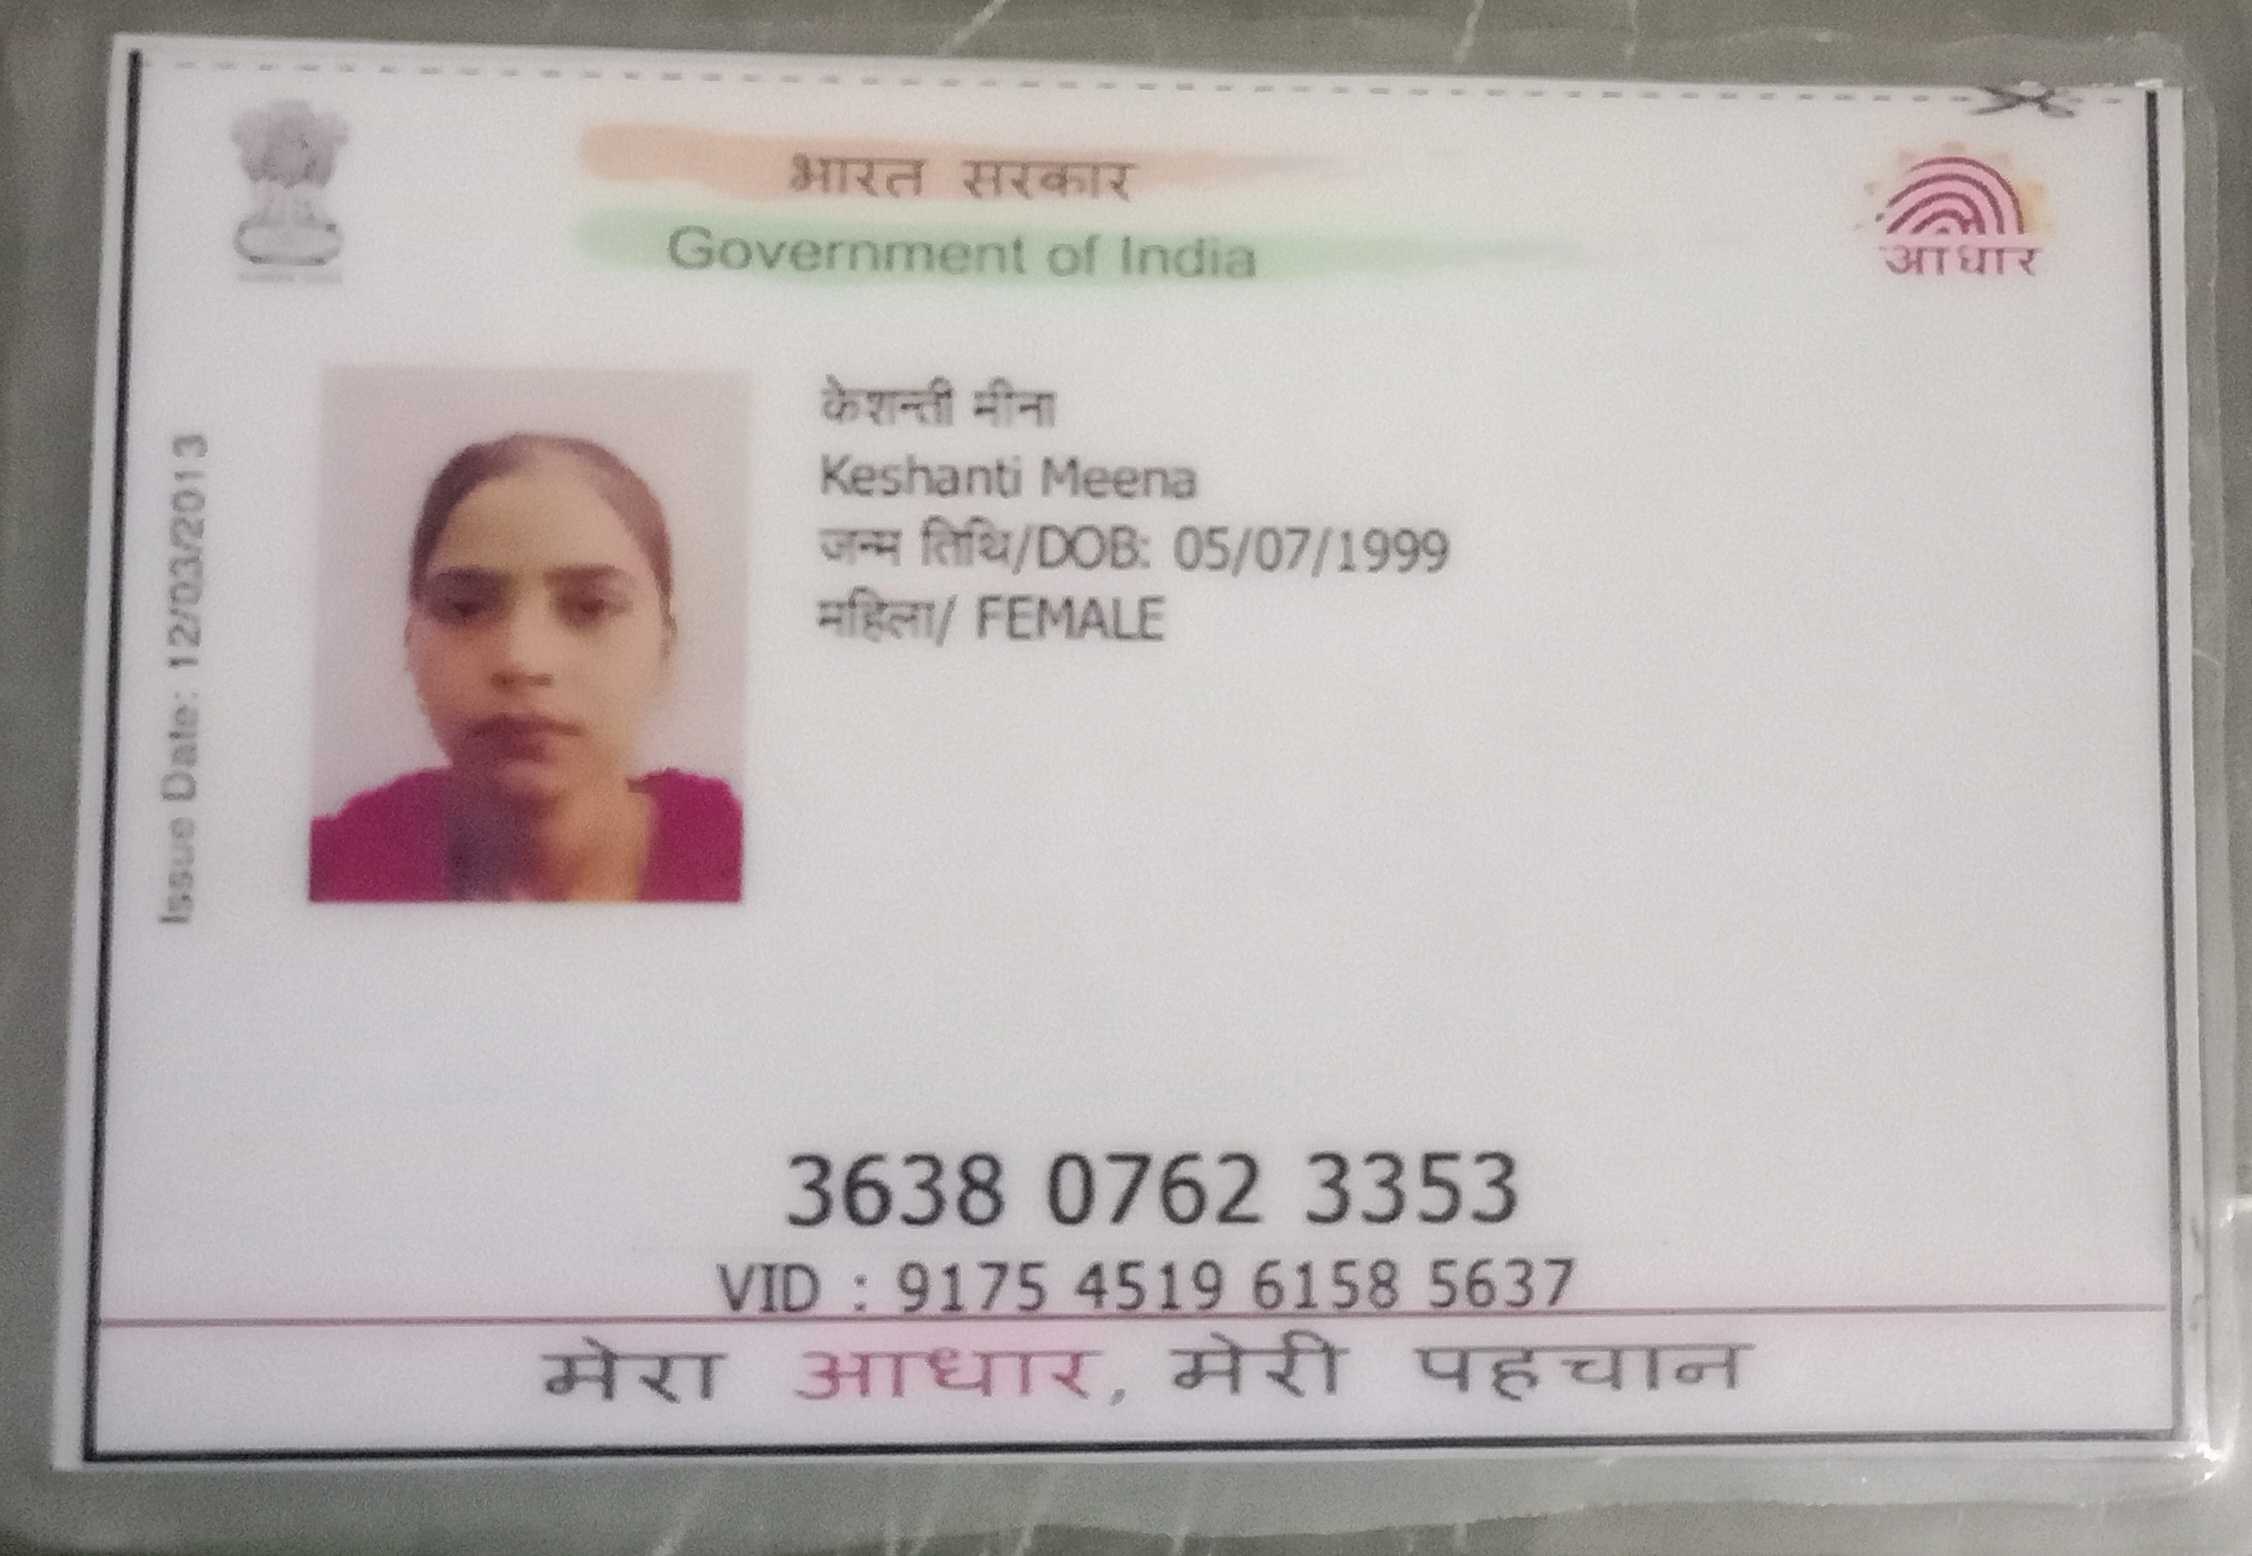 भारत सरकार
Government of India
आधार
Issue Date: 12/03/2013
केशन्ती मीना
Keshanti Meena
जन्म तिथि/DOB: 05/07/1999
महिला/ FEMALE
3638 0762 3353
VID : 9175 4519 6158 5637
मेरा आधार, मेरी पहचान